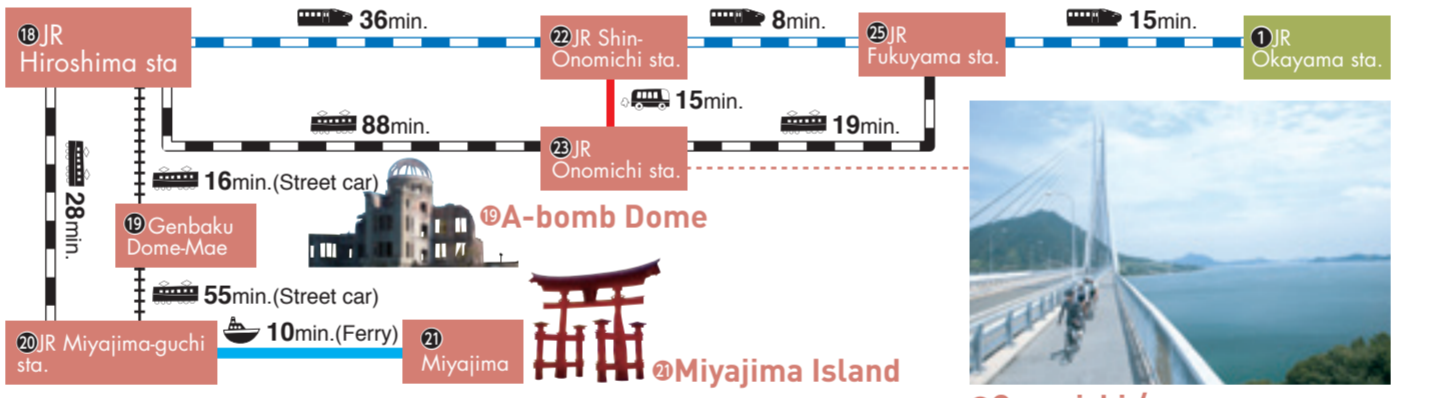 36min.
8min.
15min.
⑱JR
Hiroshima sta
㉒JR Shin-
Onomichi sta.
㉕JR
Fukuyama sta.
①JR
Okayama sta.
15min.
88min.
19min.
㉓JR
Onomichi sta.
28min.
16min.(Street car)
⑲Genbaku
Dome-Mae
⑲A-bomb Dome
55min.(Street car)
⑳JR Miyajima-guchi
sta.
10min.(Ferry)
㉑
Miyajima
㉑Miyajima Island